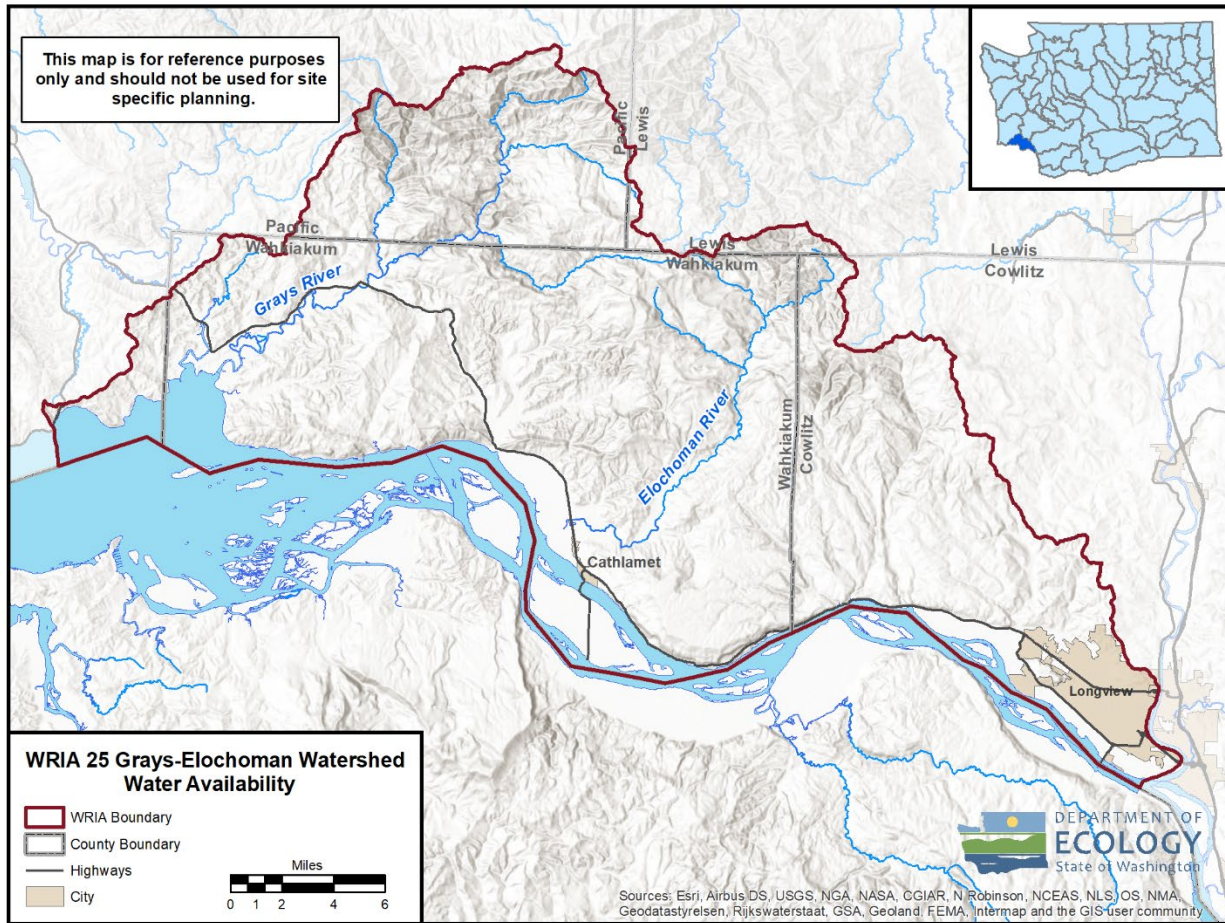 This map is for reference purposes
only and should not be used for site
specific planning.
Pacific
Lewis
Pacific
Wahkiakum
Lewis
Wahkiakum
Lewis
Cowlitz
Grays River
Elochoman River
Wahkiakum
Cowlitz
Cathlamet
Longview
WRIA 25 Grays-Elochoman Watershed
Water Availability
WRIA Boundary
County Boundary
Highways
City
Miles
0 1 2 4 6
DEPARTMENT OF
ECOLOGY
State of Washington
Sources: Esri, Airbus DS, USGS, NGA, NASA, CGIAR, N Robinson, NCEAS, NLS, OS, NMA,
Geodatastyrelsen, Rijkswaterstaat, GSA, Geoland, FEMA, Intermap and the GIS user community